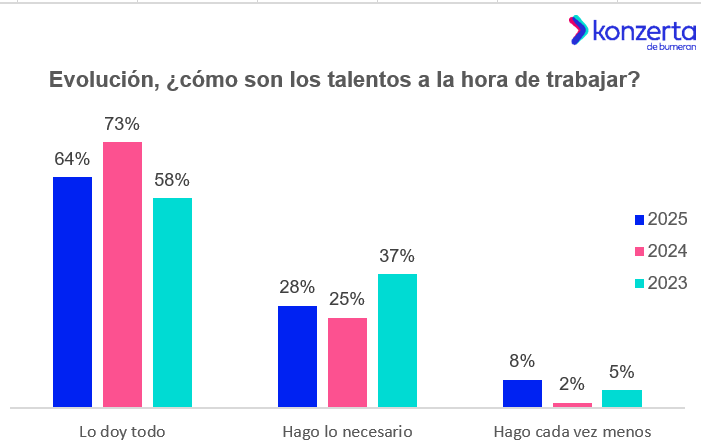 konzerta
de bumeran
Evolución, ¿cómo son los talentos a la hora de trabajar?
64%
73%
58%
28%
25%
37%
8%
2%
5%
2025
2024
2023
Lo doy todo
Hago lo necesario
Hago cada vez menos